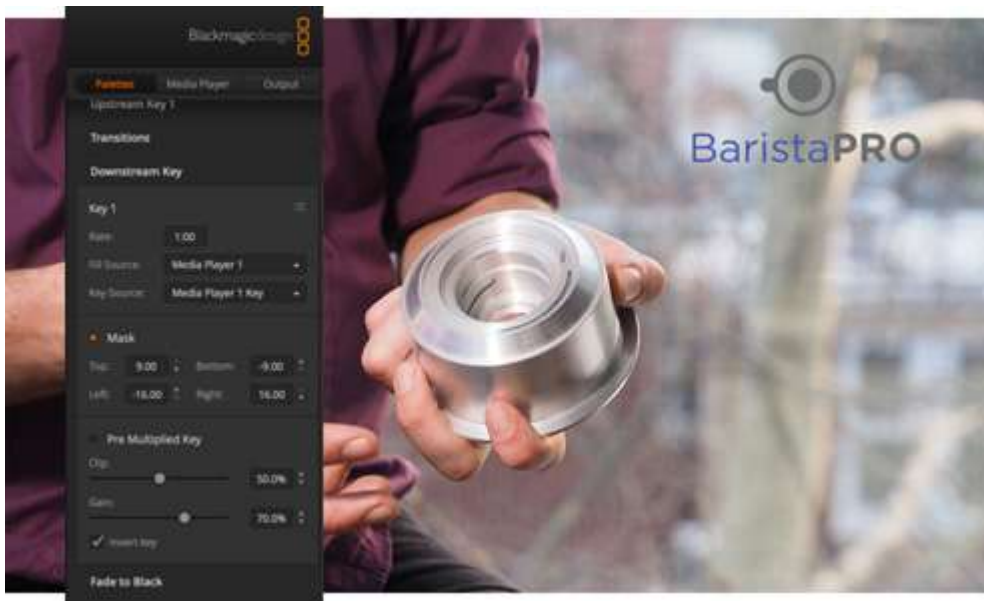 Blackmagicdesign
Palettes Media Player Output
Upstream Key 1
Transitions
Downstream Key
Key 1
Rate: 1:00
Fill Source: Media Player 1
Key Source: Media Player 1 Key
Mask
Top: 9.00 Bottom: -9.00
Left: -16.00 Right: 16.00
Pre Multiplied Key
Clip:
50.0%
Gain:
70.0%
Invert Key
Fade to Black
BaristaPRO